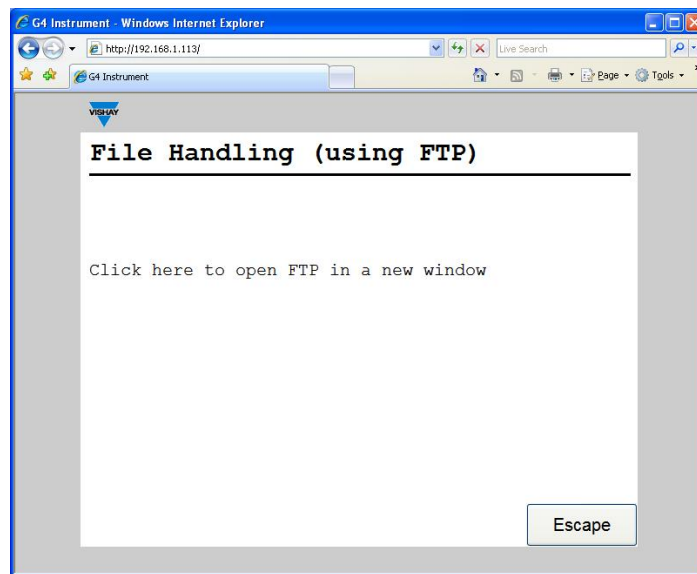 G4 Instrument - Windows Internet Explorer
http://192.168.1.113/
Live Search
G4 Instrument
Page
Tools
VISHAY
File Handling (using FTP)
Click here to open FTP in a new window
Escape